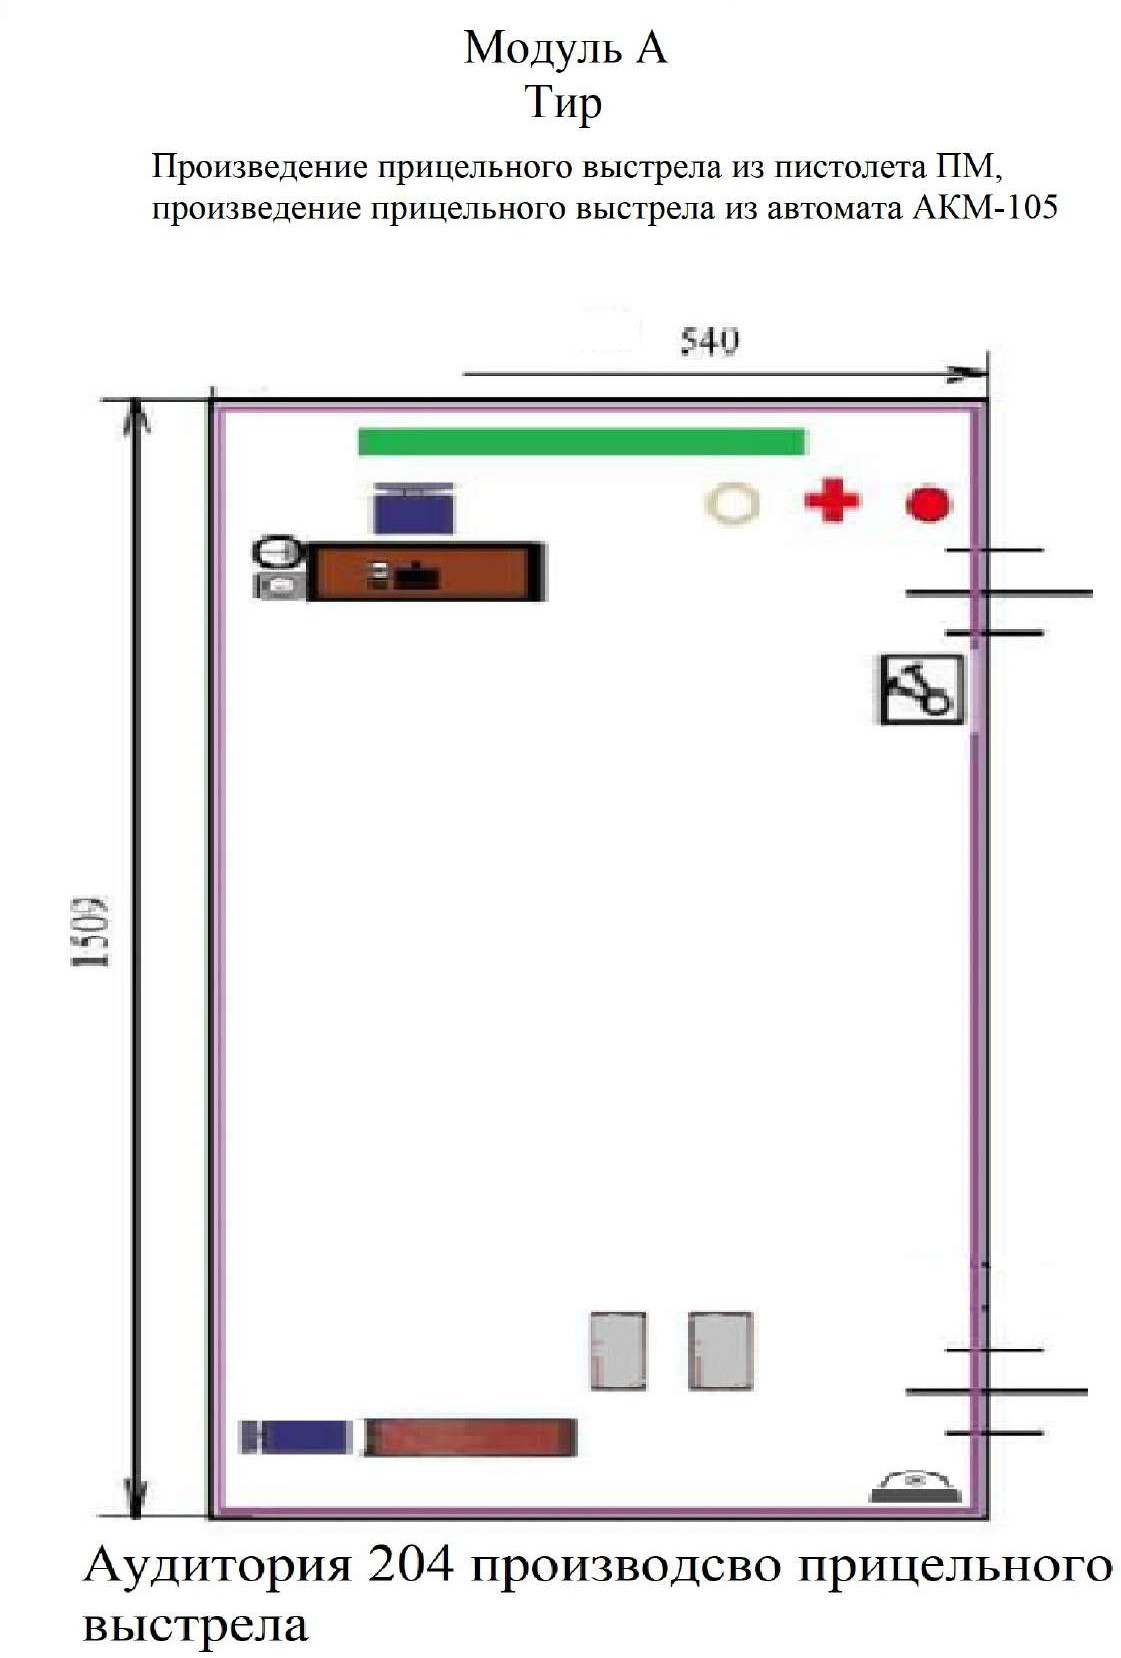 Модуль А
Тир
Произведение прицельного выстрела из пистолета ПМ,
произведение прицельного выстрела из автомата АКМ-105
540
1509
Аудитория 204 производсво прицельного
выстрела